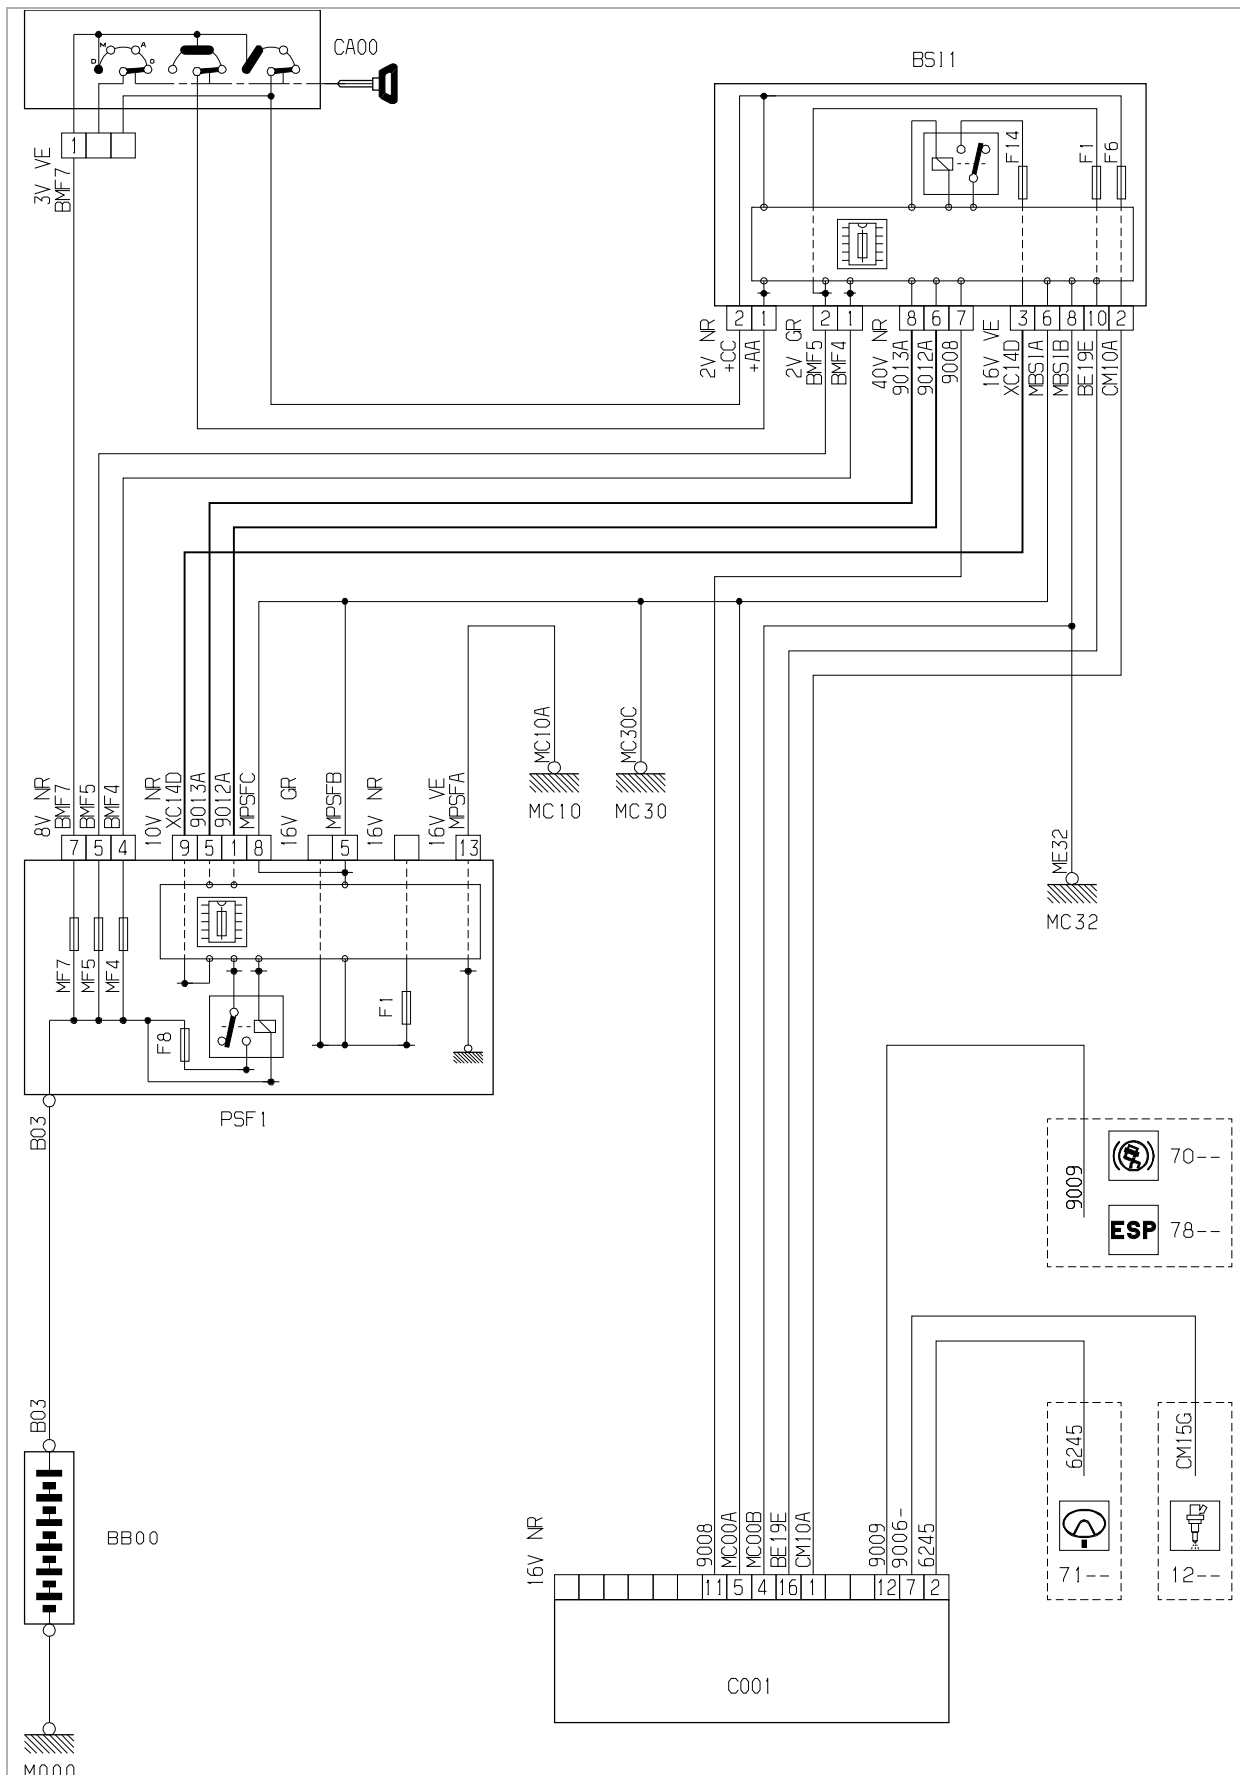 CA00
M A
D O
BSI1
F14
F1
F6
1
3V VE
BMF7
2 1
2 1
8 6 7
3 6 8 10 2
2V NR
+CC
+AA
2V GR
BMF5
BMF4
40V NR
9013A
9012A
9008
16V VE
XC14D
MBSIA
MBSIB
BE19E
CM10A
MC10A
MC10
MC30C
MC30
ME32
MC32
8V NR
BMF7
BMF5
BMF4
10V NR
XC14D
9013A
9012A
MPSFC
16V GR
MPSFB
16V NR
16V VE
MPSFA
7 5 4
9 5 1 8
5
13
MF7
MF5
MF4
F8
F1
PSF1
B03
B03
BB00
M000
9009
70--
ESP 78--
6245
71--
CM15G
12--
16V NR
9008
MC00A
MC00B
BE19E
CM10A
9009
9006-
6245
11 5 4 16 1
12 7 2
C001